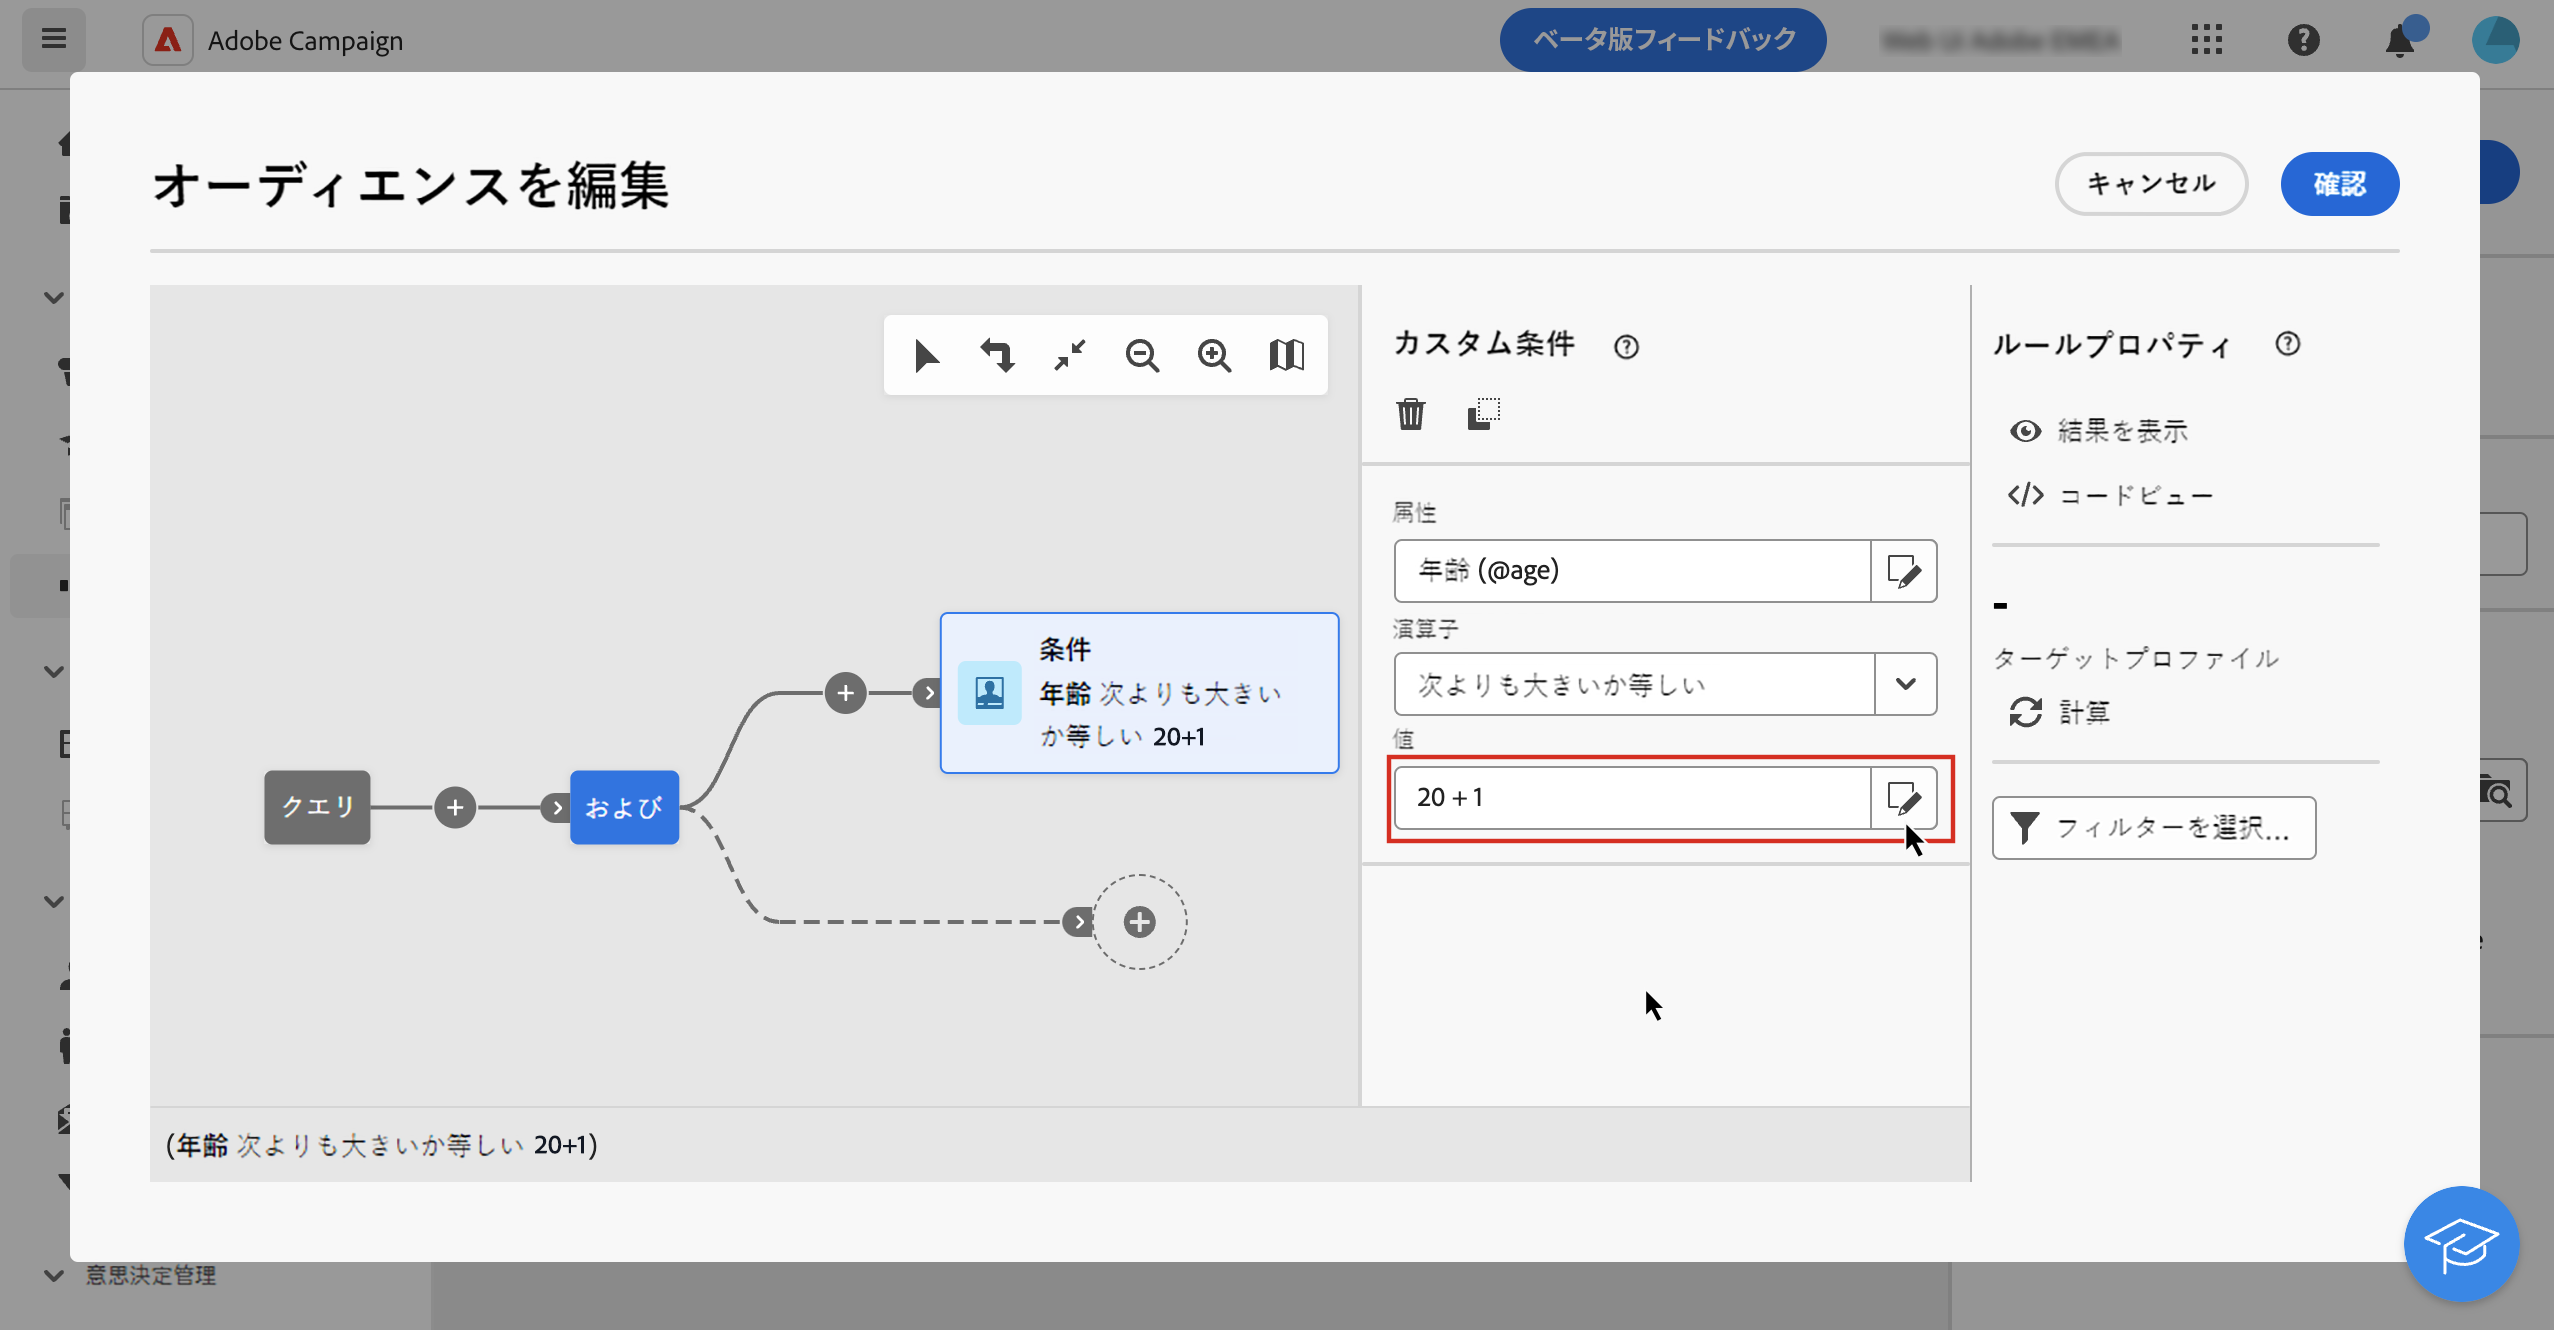 Adobe Campaign
ベータ版フィードバック
オーディエンスを編集
キャンセル
確認
カスタム条件
属性
年齢 (@age)
演算子
次よりも大きいか等しい
値
20 + 1
ルールプロパティ
結果を表示
コードビュー
-
ターゲットプロファイル
計算
フィルターを選択...
クエリ
および
条件
年齢 次よりも大きい
か等しい 20+1
(年齢 次よりも大きいか等しい 20+1)
意思決定管理